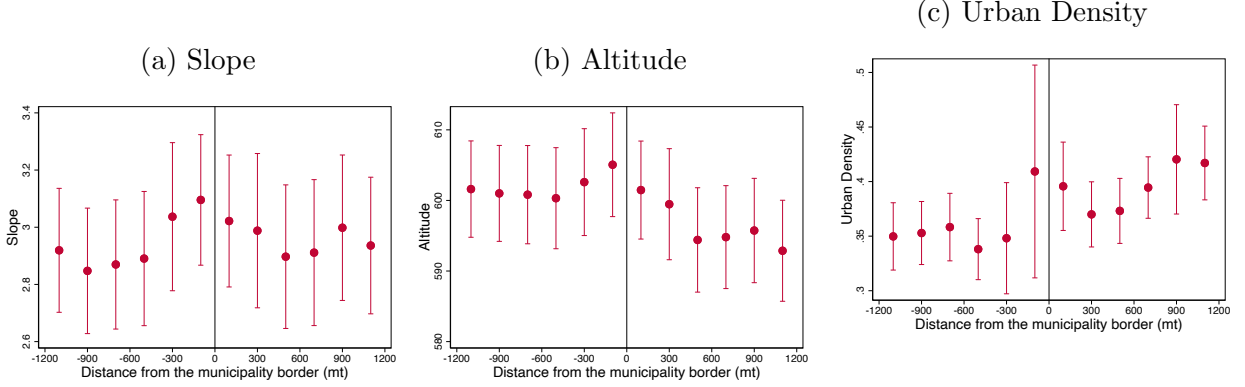 (a) Slope
Slope
2.6 2.8 3 3.2 3.4
-1200 -900 -600 -300 0 300 600 900 1200
Distance from the municipality border (mt)
(b) Altitude
Altitude
580 590 600 610
-1200 -900 -600 -300 0 300 600 900 1200
Distance from the municipality border (mt)
(c) Urban Density
Urban Density
.3 .35 .4 .45 .5
-1200 -900 -600 -300 0 300 600 900 1200
Distance from the municipality border (mt)